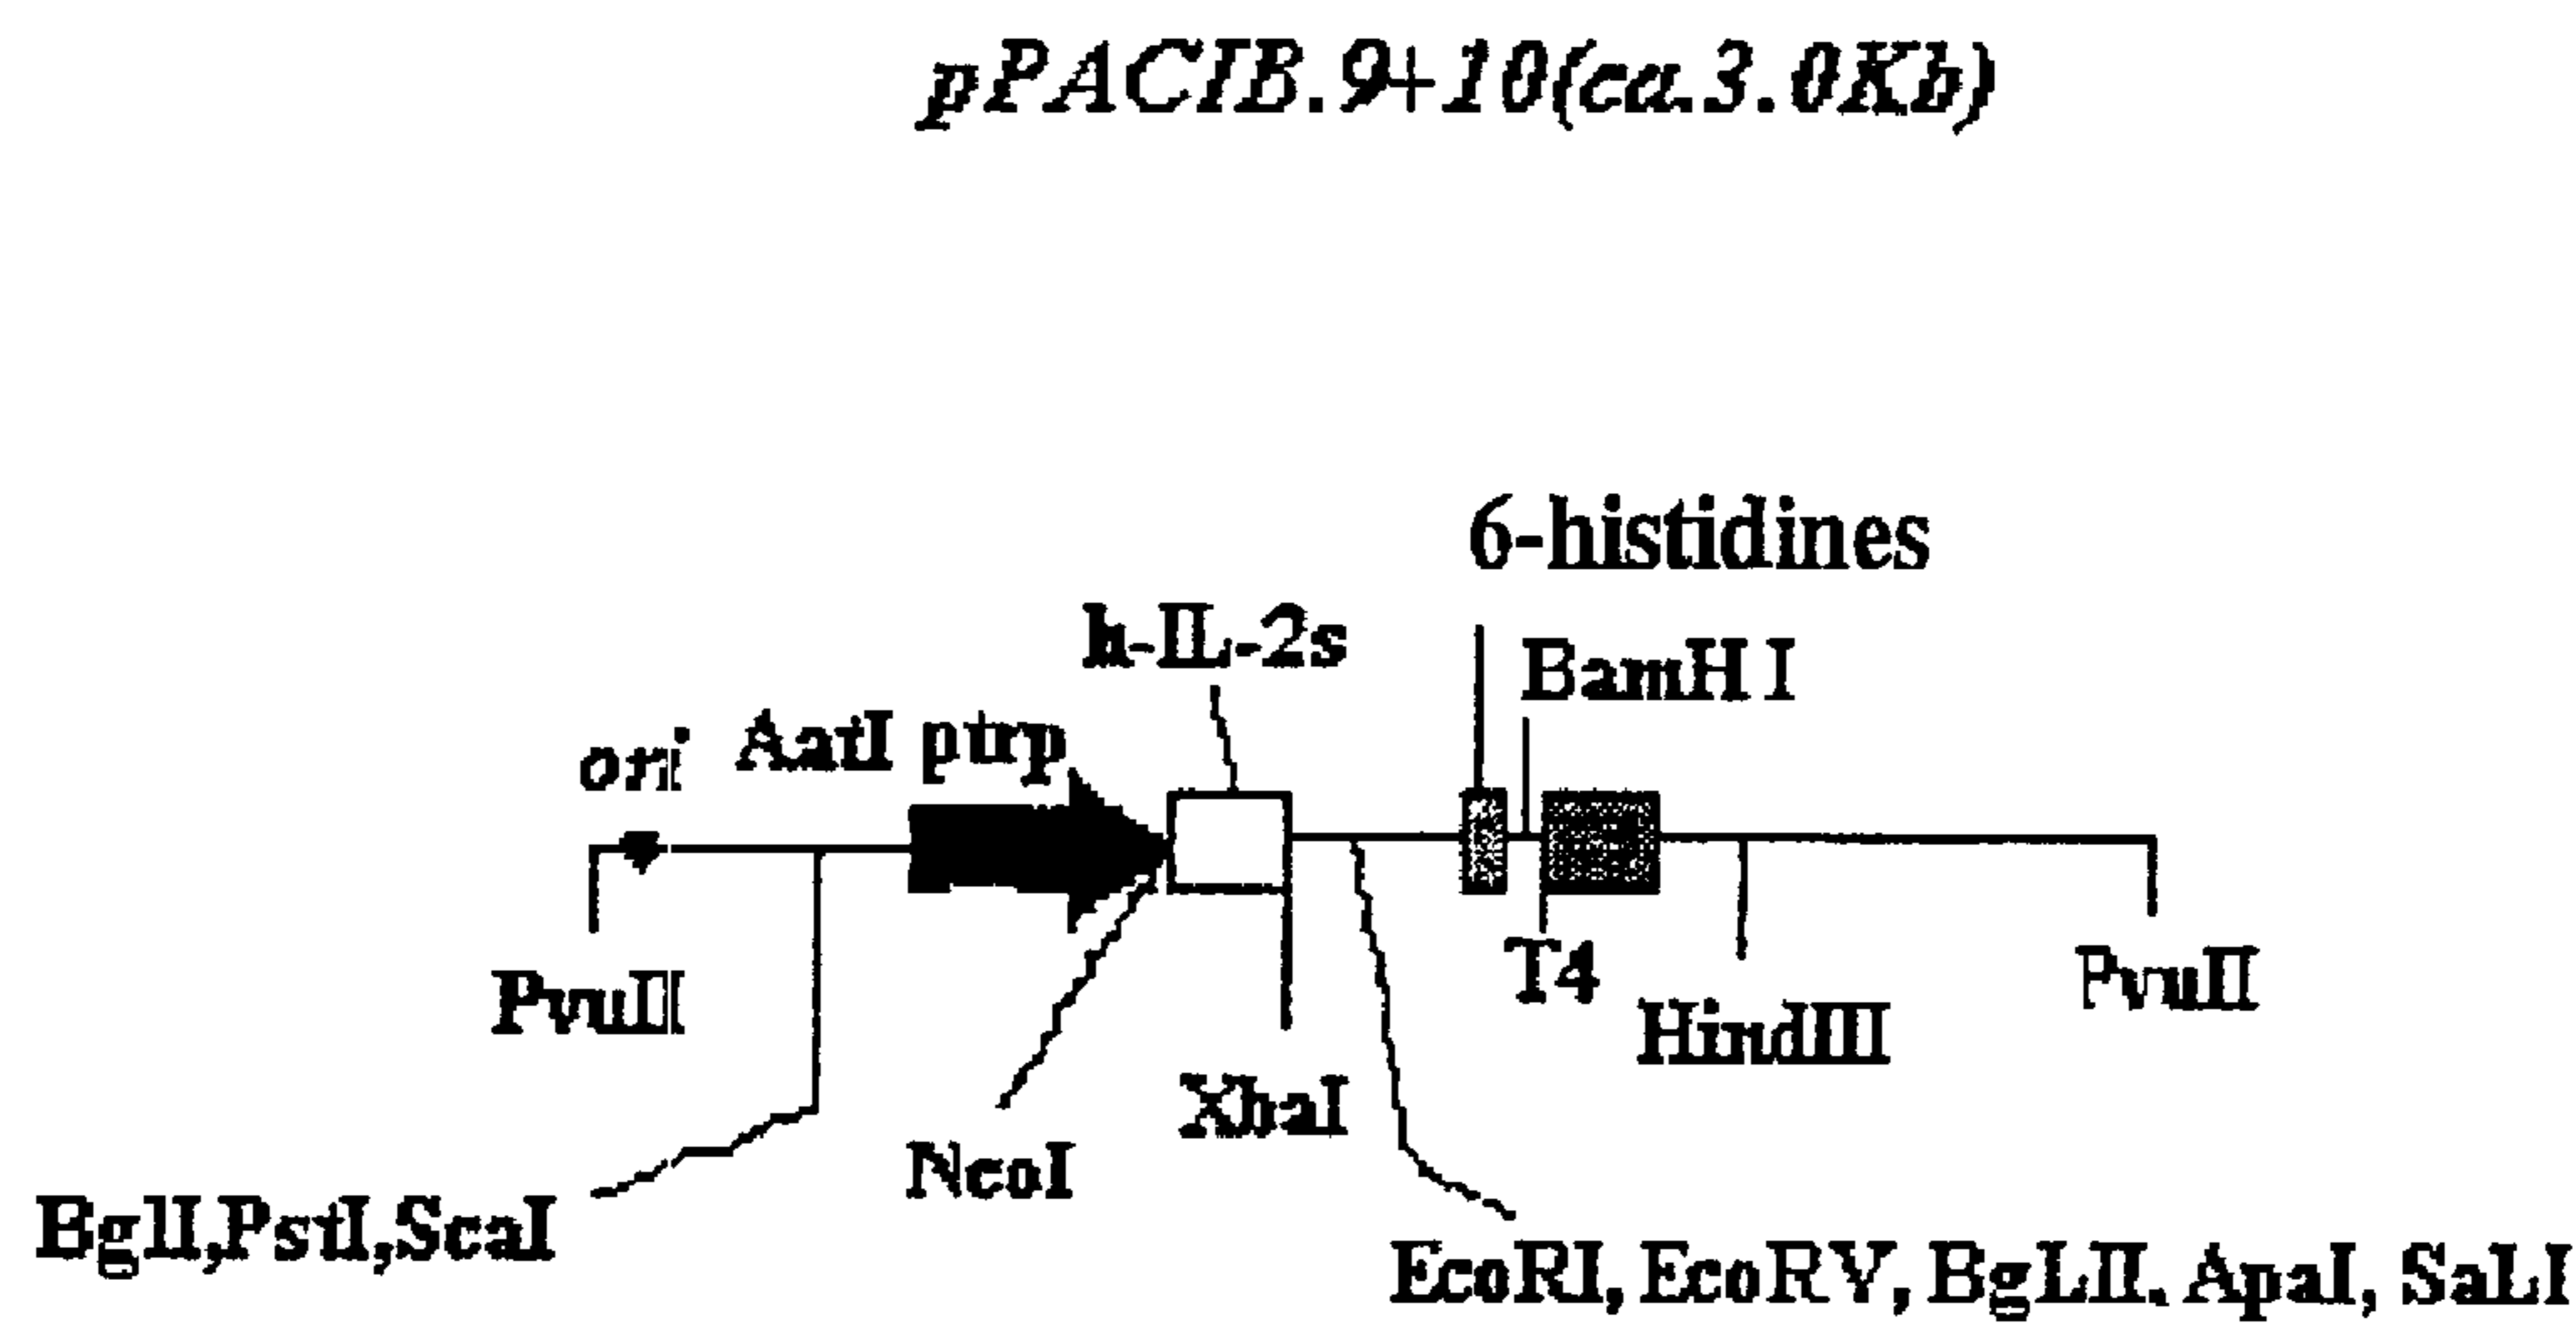 pPACIB.9+10(ca.3.0Kb)
6-histidines
h-IL-2s
BamH I
ori AatI ptrp
T4
PvuII
HindIII
PvuII
XbaI
NcoI
BglI,PstI,ScaI
EcoRI, EcoRV, BgLII. ApaI, SaLI